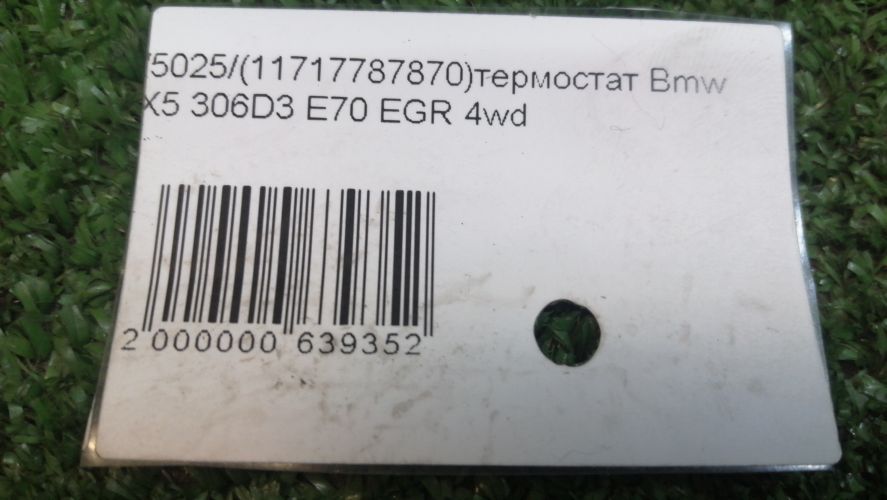 /5025/(11717787870)термостат Bmw
X5 306D3 E70 EGR 4wd
2 000000 639352